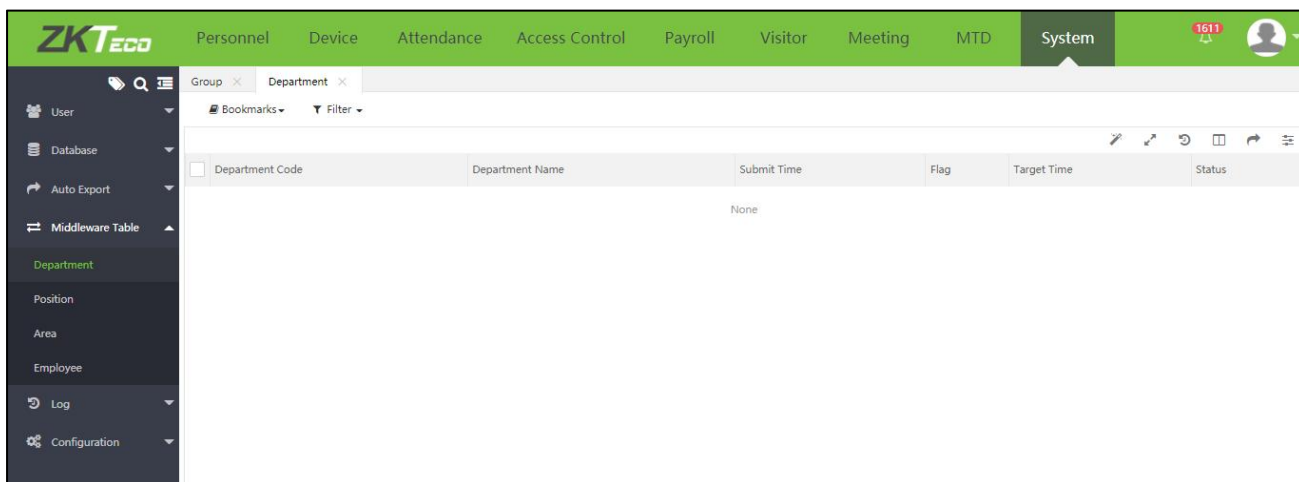 ZKTeco Personnel Device Attendance Access Control Payroll Visitor Meeting MTD System 1611
Group Department
User
Bookmarks Filter
Database
Department Code Department Name Submit Time Flag Target Time Status
Auto Export
None
Middleware Table
Department
Position
Area
Employee
Log
Configuration